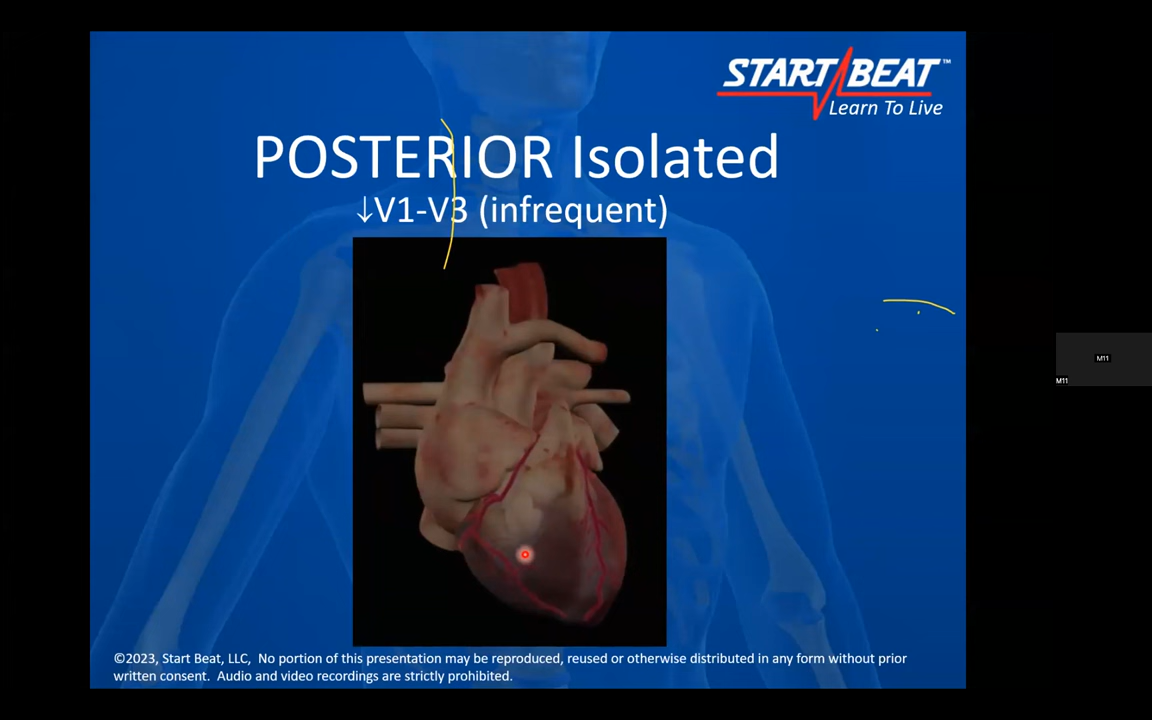 START BEAT™
Learn To Live
POSTERIOR Isolated
↓V1-V3 (infrequent)
M11
M11
©2023, Start Beat, LLC, No portion of this presentation may be reproduced, reused or otherwise distributed in any form without prior
written consent. Audio and video recordings are strictly prohibited.